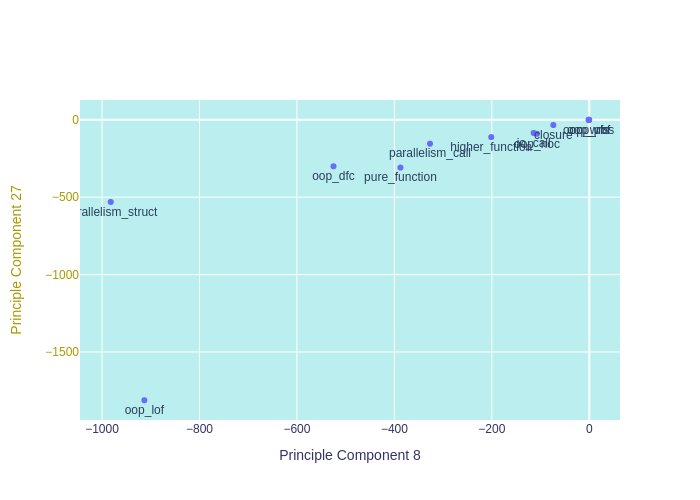 0
−500
−1000
−1500
Principle Component 27
closure
higher_function
parallelism_call
oop_dfc
pure_function
rallelism_struct
oop_lof
−1000
−800
−600
−400
−200
0
Principle Component 8